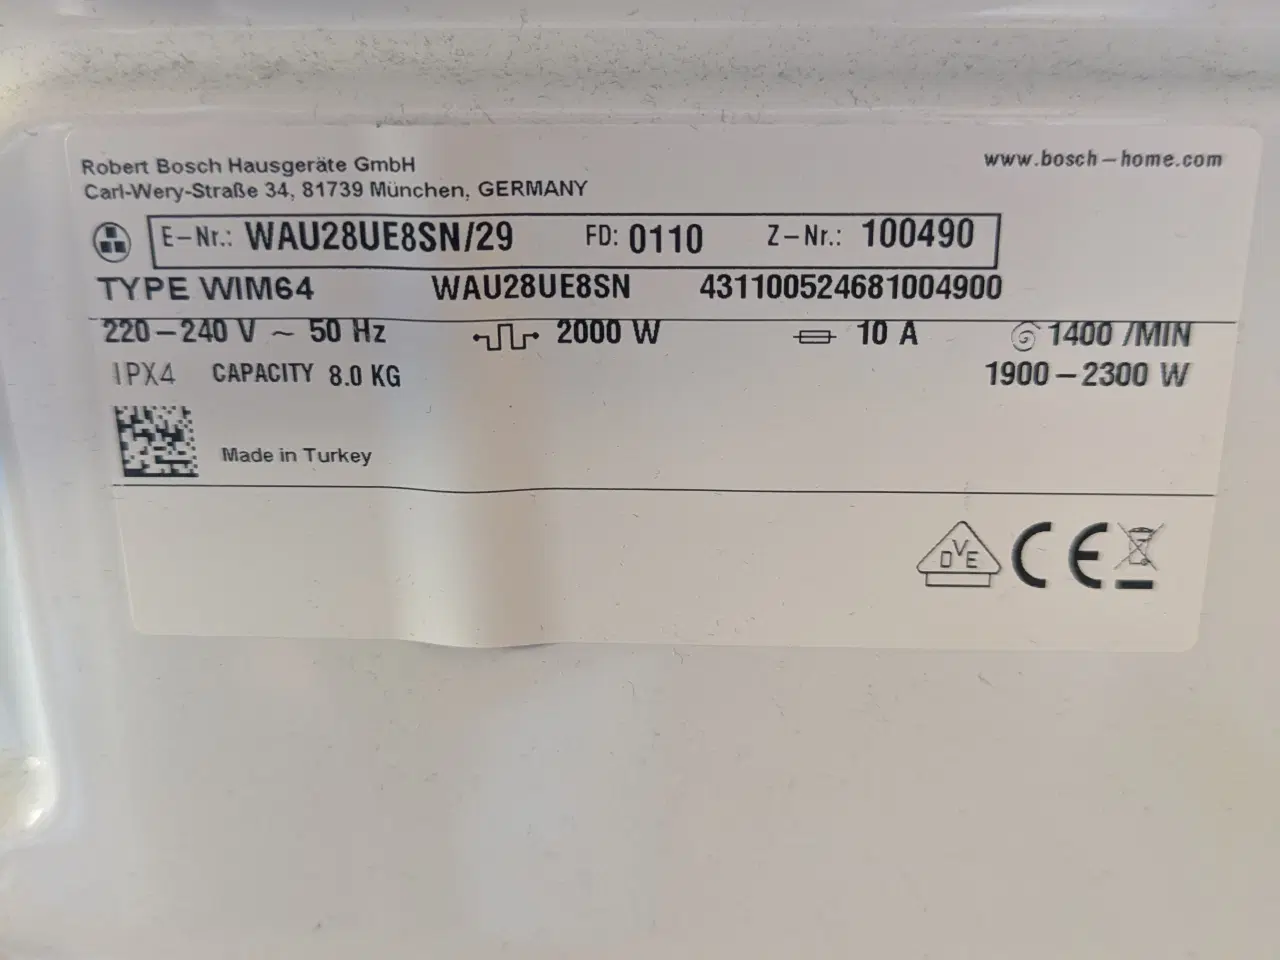 Robert Bosch Hausgeräte GmbH
www.bosch-home.com
Carl-Wery-Straße 34, 81739 München, GERMANY
E-Nr.: WAU28UE8SN/29 FD: 0110 Z-Nr.: 100490
TYPE WIM64 WAU28UE8SN 431100524681004900
220-240 V ~ 50 Hz 2000 W 10 A 1400 /MIN
IPX4 CAPACITY 8.0 KG 1900-2300 W
Made in Turkey
DVE CE